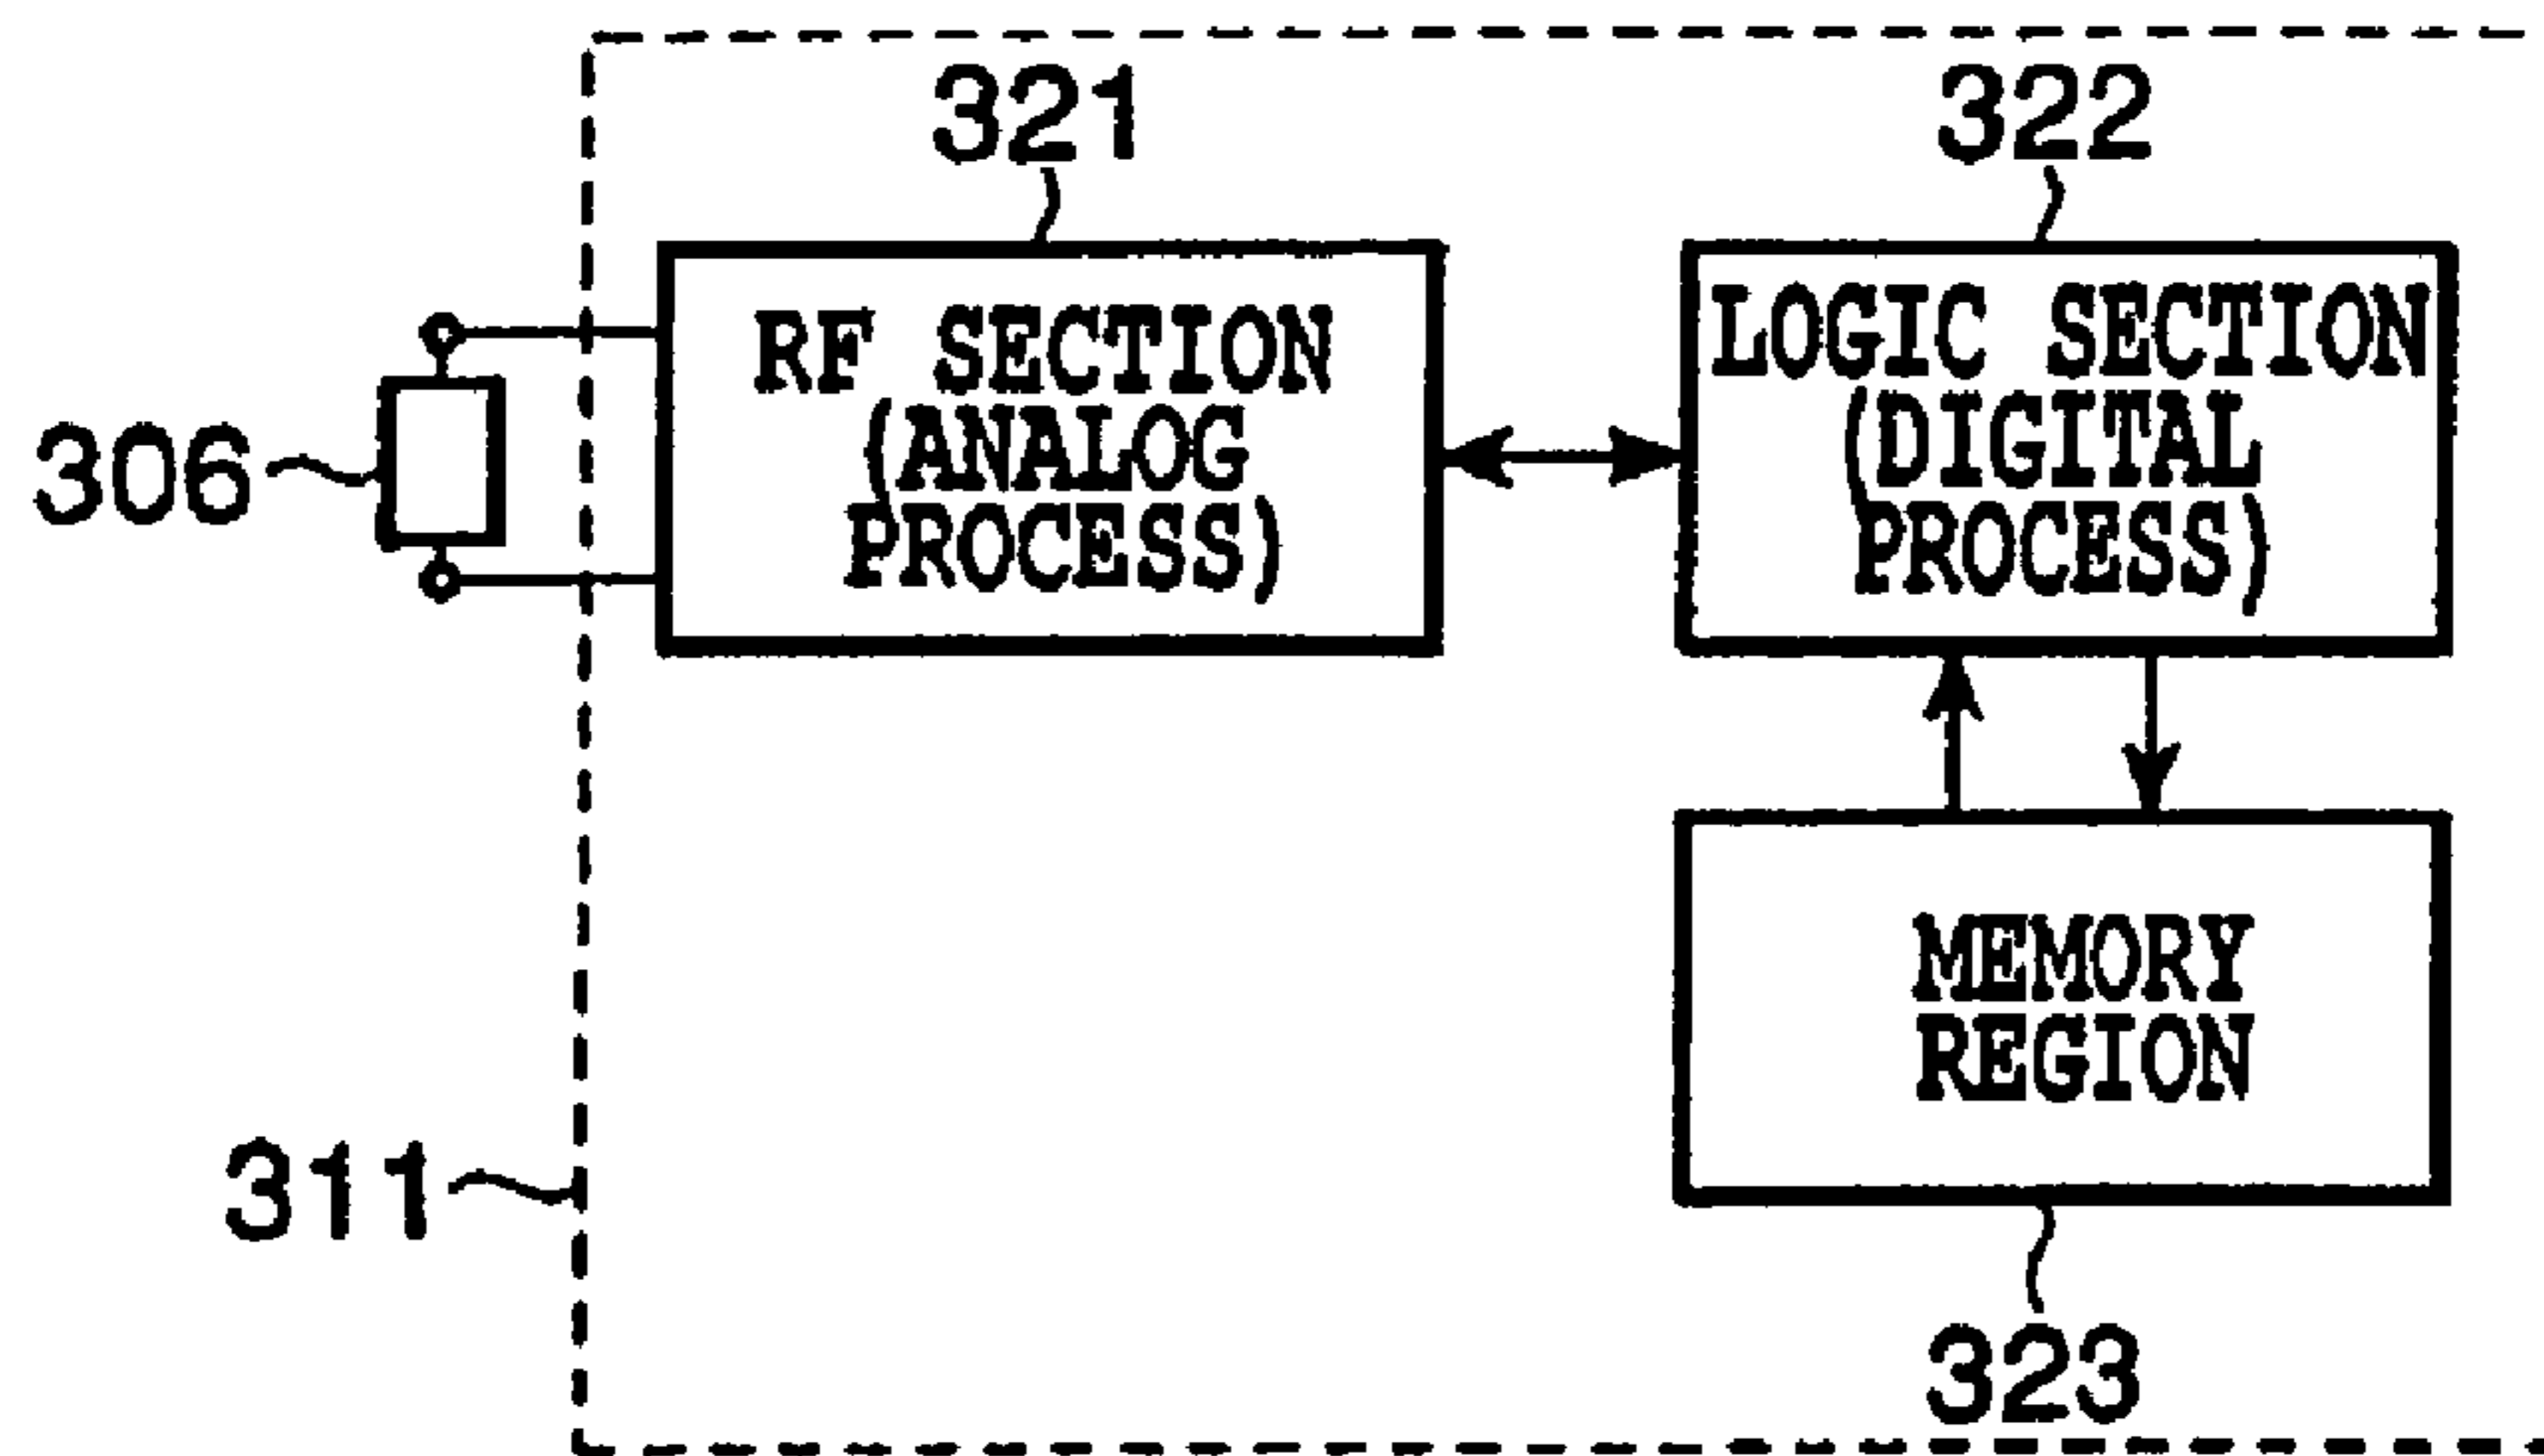 321
322
RF SECTION
(ANALOG
PROCESS)
LOGIC SECTION
(DIGITAL
PROCESS)
306
MEMORY
REGION
311
323